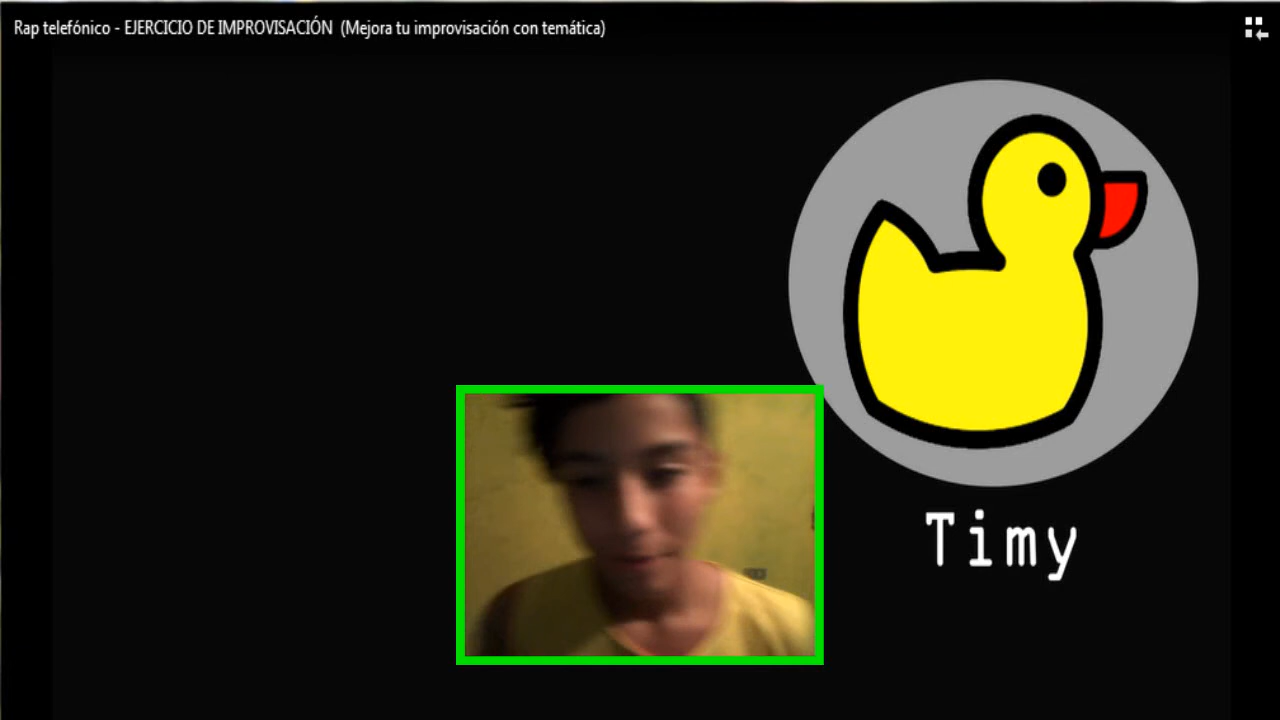 Rap telefónico - EJERCICIO DE IMPROVISACIÓN (Mejora tu improvisación con temática)
Timy